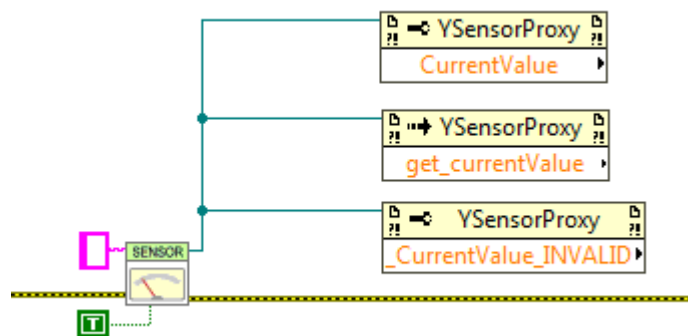 YSensorProxy
CurrentValue
YSensorProxy
get_currentValue
YSensorProxy
_CurrentValue_INVALID
SENSOR
T